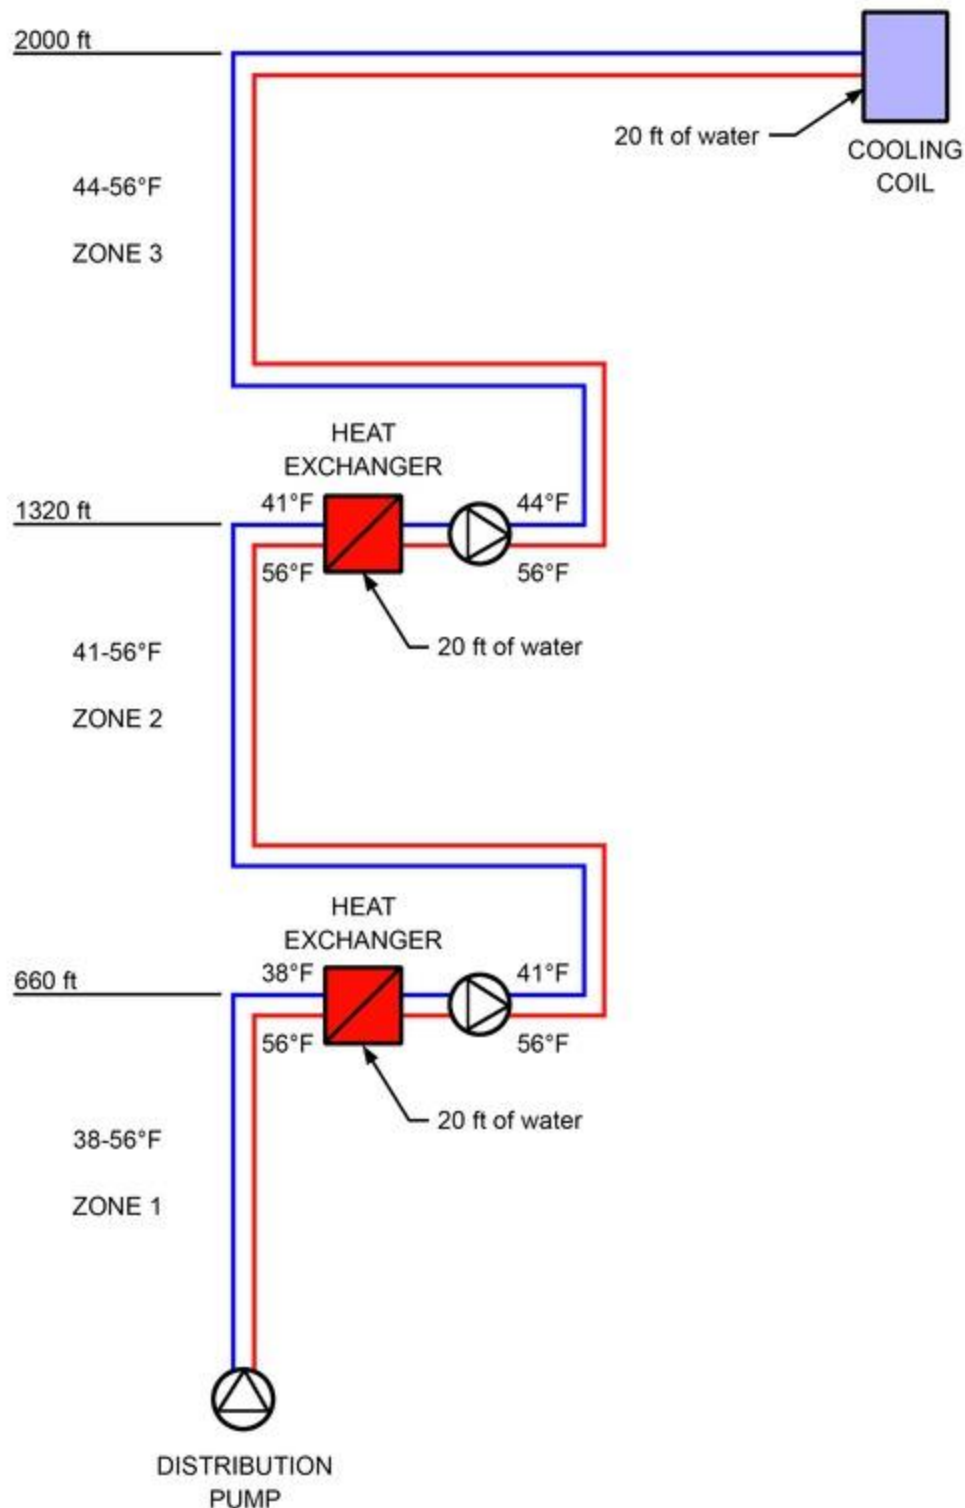 2000 ft
20 ft of water
COOLING
COIL
44-56°F
ZONE 3
HEAT
EXCHANGER
1320 ft
41°F
44°F
56°F
56°F
20 ft of water
41-56°F
ZONE 2
HEAT
EXCHANGER
660 ft
38°F
41°F
56°F
56°F
20 ft of water
38-56°F
ZONE 1
DISTRIBUTION
PUMP